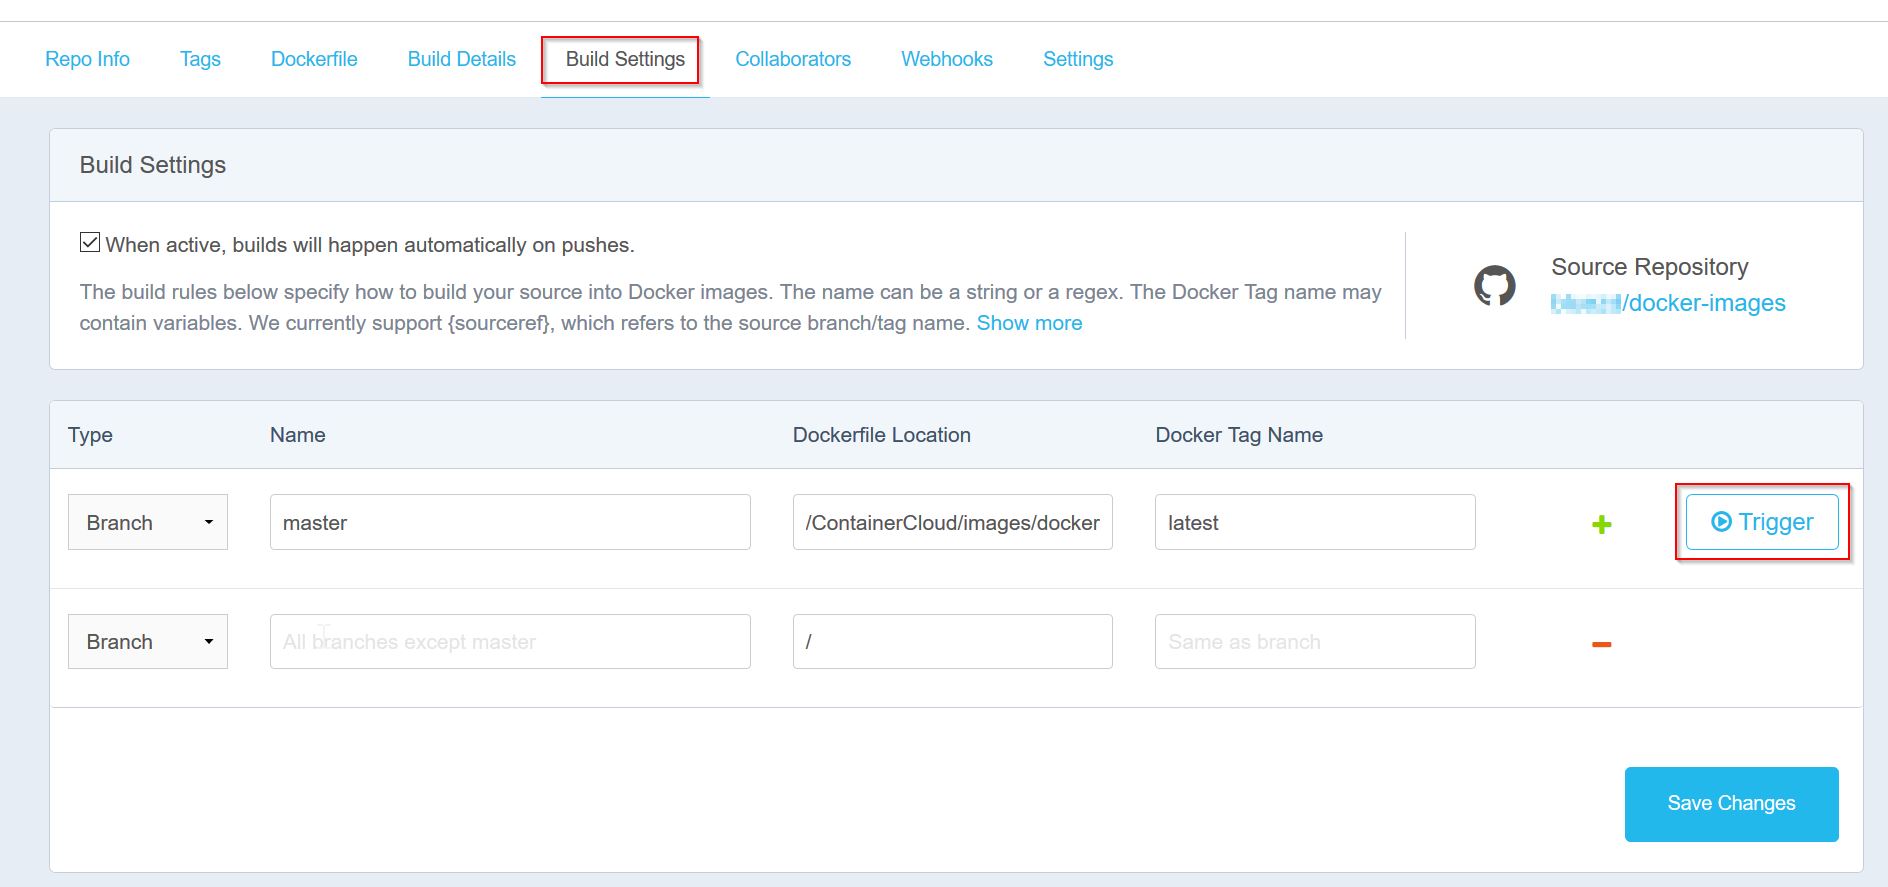 Repo Info Tags Dockerfile Build Details Build Settings Collaborators Webhooks Settings
Build Settings
When active, builds will happen automatically on pushes.
The build rules below specify how to build your source into Docker images. The name can be a string or a regex. The Docker Tag name may
contain variables. We currently support {sourceref}, which refers to the source branch/tag name. Show more
Source Repository
/docker-images
Type Name Dockerfile Location Docker Tag Name
Branch master /ContainerCloud/images/docker latest Trigger
Branch All branches except master / Same as branch
Save Changes